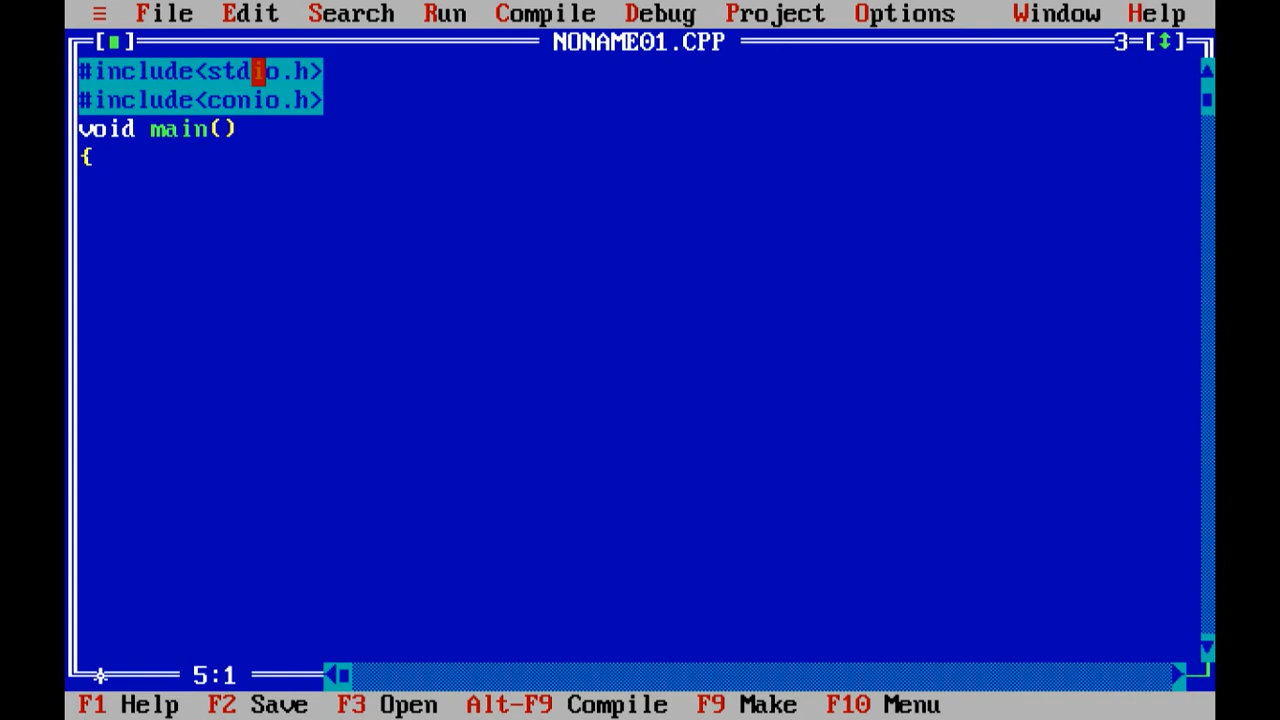 ≡ File Edit Search Run Compile Debug Project Options Window Help
[■] NONAME01.CPP 3=[↕]
#include<stdio.h>
#include<conio.h>
void main()
{
5:1
F1 Help F2 Save F3 Open Alt-F9 Compile F9 Make F10 Menu